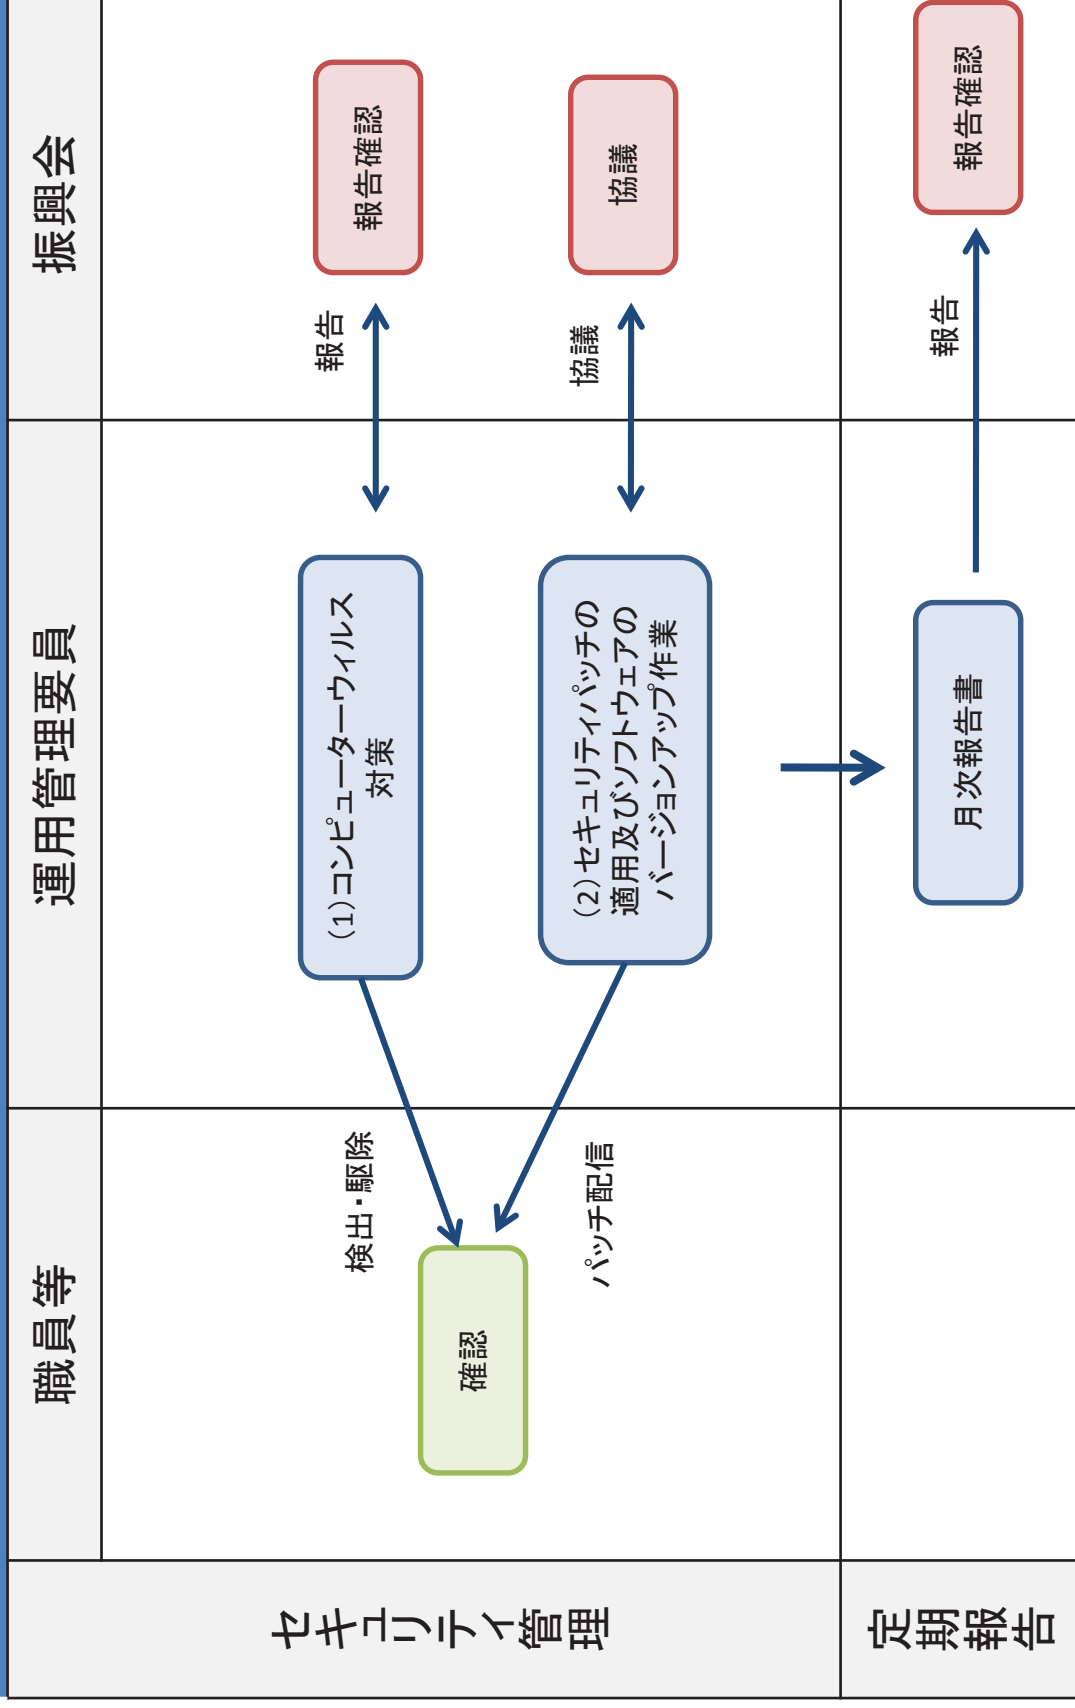 職員等
運用管理要員
振興会
セキュリティ管理
確認
検出・駆除
パッチ配信
(1)コンピューターウィルス
対策
(2)セキュリティパッチの
適用及びソフトウェアの
バージョンアップ作業
報告
協議
報告確認
協議
定期報告
月次報告書
報告
報告確認